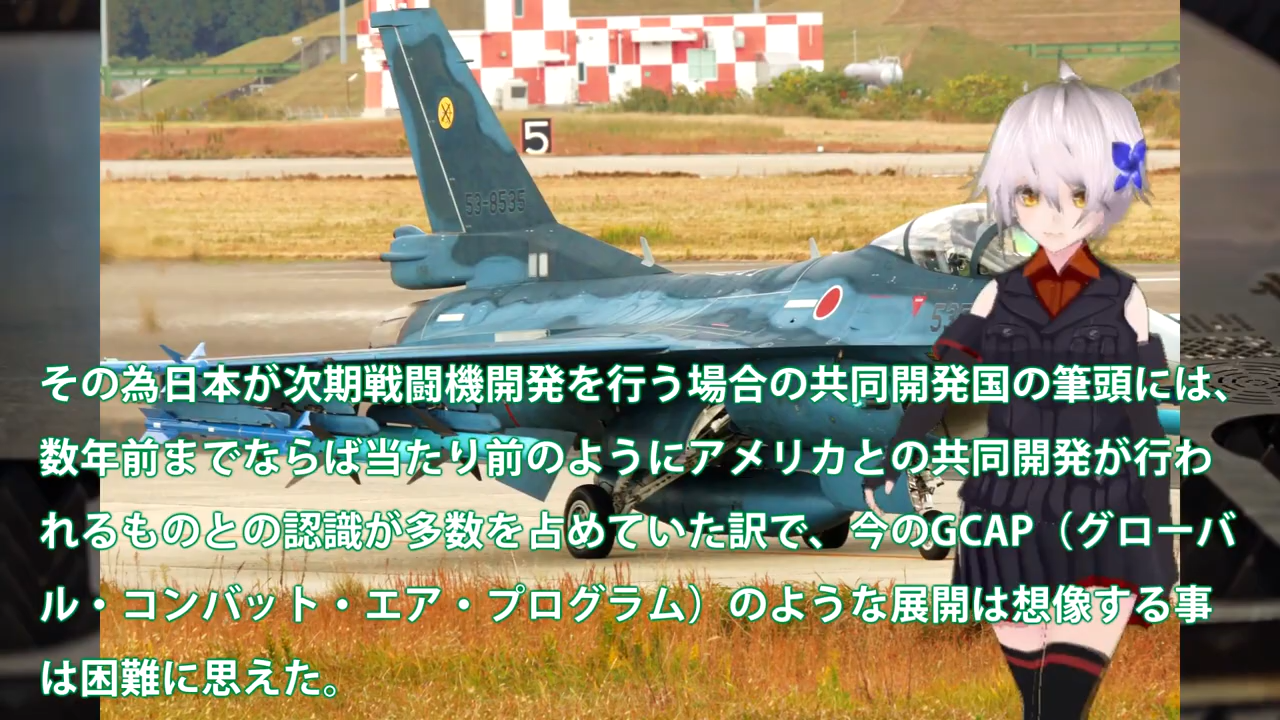 5
53-8535
その為日本が次期戦闘機開発を行う場合の共同開発国の筆頭には、
数年前までならば当たり前のようにアメリカとの共同開発が行わ
れるものとの認識が多数を占めていた訳で、今のGCAP（グローバ
ル・コンバット・エア・プログラム）のような展開は想像する事
は困難に思えた。